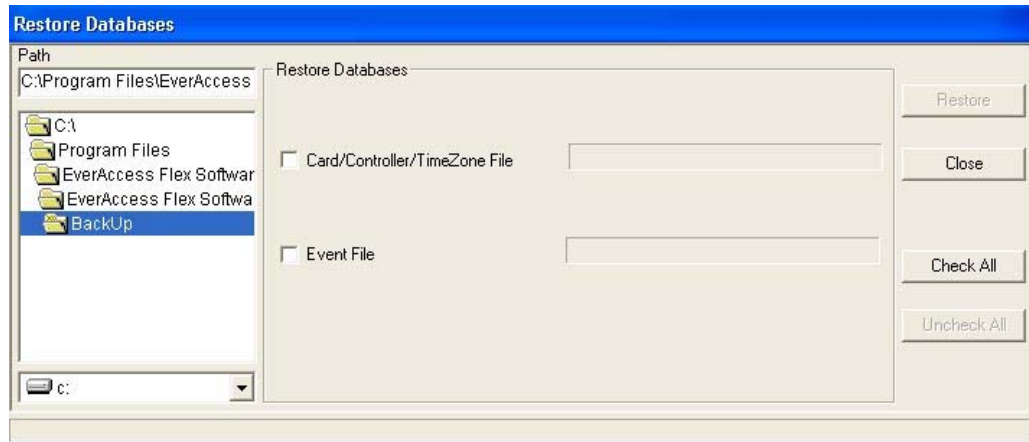 Restore Databases
Path
C:\Program Files\EverAccess
C:\
Program Files
EverAccess Flex Softwar
EverAccess Flex Softwa
BackUp
c:
Restore Databases
Card/Controller/TimeZone File
Event File
Restore
Close
Check All
Uncheck All